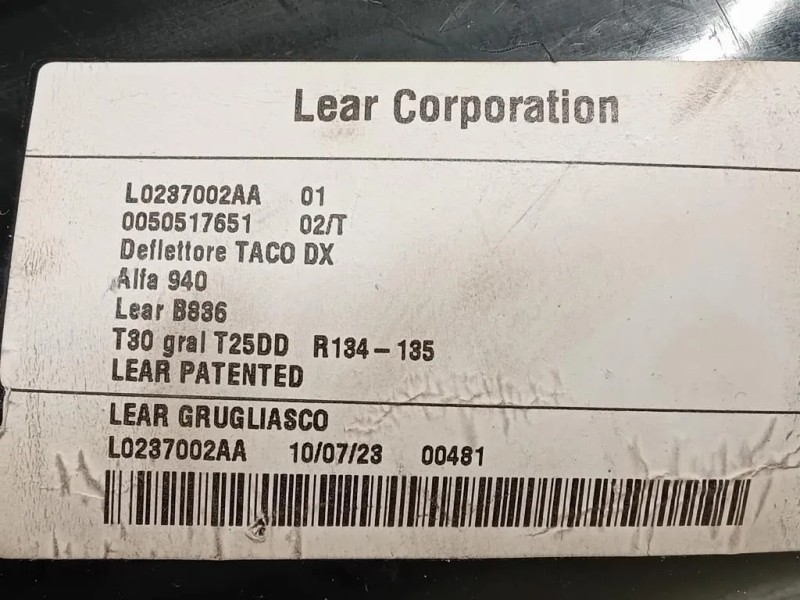 Lear Corporation
L0237002AA 01
0050517651 02/T
Deflettore TACO DX
Alfa 940
Lear B836
T30 gral T25DD R134-135
LEAR PATENTED
LEAR GRUGLIASCO
L0237002AA 10/07/23 00481